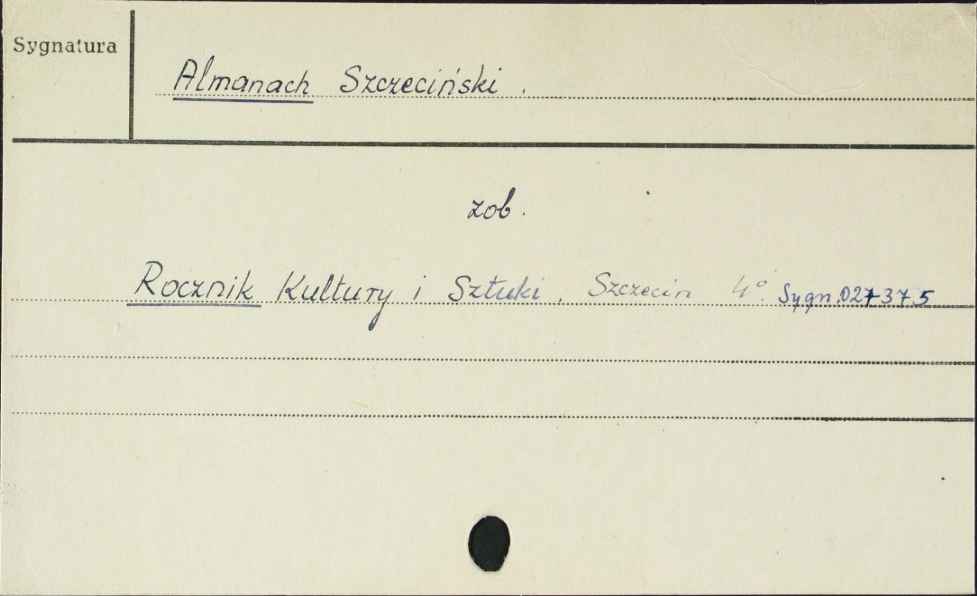 Sygnatura
Almanach Szczeciński.
zob.
Rocznik Kultury i Sztuki. Szczecin 4°. Sygn. 027375